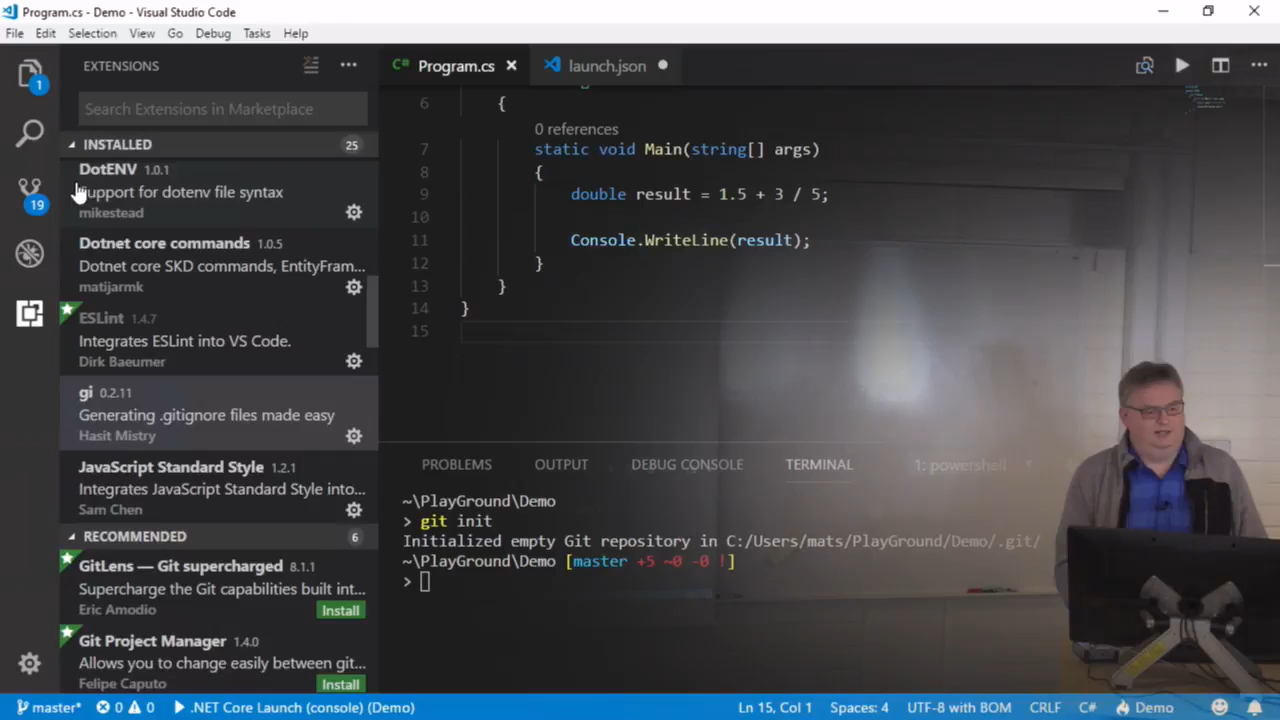 Program.cs - Demo - Visual Studio Code
File Edit Selection View Go Debug Tasks Help
EXTENSIONS
Search Extensions in Marketplace
INSTALLED 25
DotENV 1.0.1
Support for dotenv file syntax
mikestead
Dotnet core commands 1.0.5
Dotnet core SKD commands, EntityFram...
matijarmk
ESLint 1.4.7
Integrates ESLint into VS Code.
Dirk Baeumer
gi 0.2.11
Generating .gitignore files made easy
Hasit Mistry
JavaScript Standard Style 1.2.1
Integrates JavaScript Standard Style into...
Sam Chen
RECOMMENDED 6
GitLens — Git supercharged 8.1.1
Supercharge the Git capabilities built int...
Eric Amodio Install
Git Project Manager 1.4.0
Allows you to change easily between git...
Felipe Caputo Install
1
19
C# Program.cs launch.json
6 {
0 references
7 static void Main(string[] args)
8 {
9 double result = 1.5 + 3 / 5;
10
11 Console.WriteLine(result);
12 }
13 }
14 }
15
PROBLEMS OUTPUT DEBUG CONSOLE TERMINAL 1: powershell
~\PlayGround\Demo
> git init
Initialized empty Git repository in C:/Users/mats/PlayGround/Demo/.git/
~\PlayGround\Demo [master +5 ~0 -0 !]
>
master* 0 0 .NET Core Launch (console) (Demo) Ln 15, Col 1 Spaces: 4 UTF-8 with BOM CRLF C# Demo